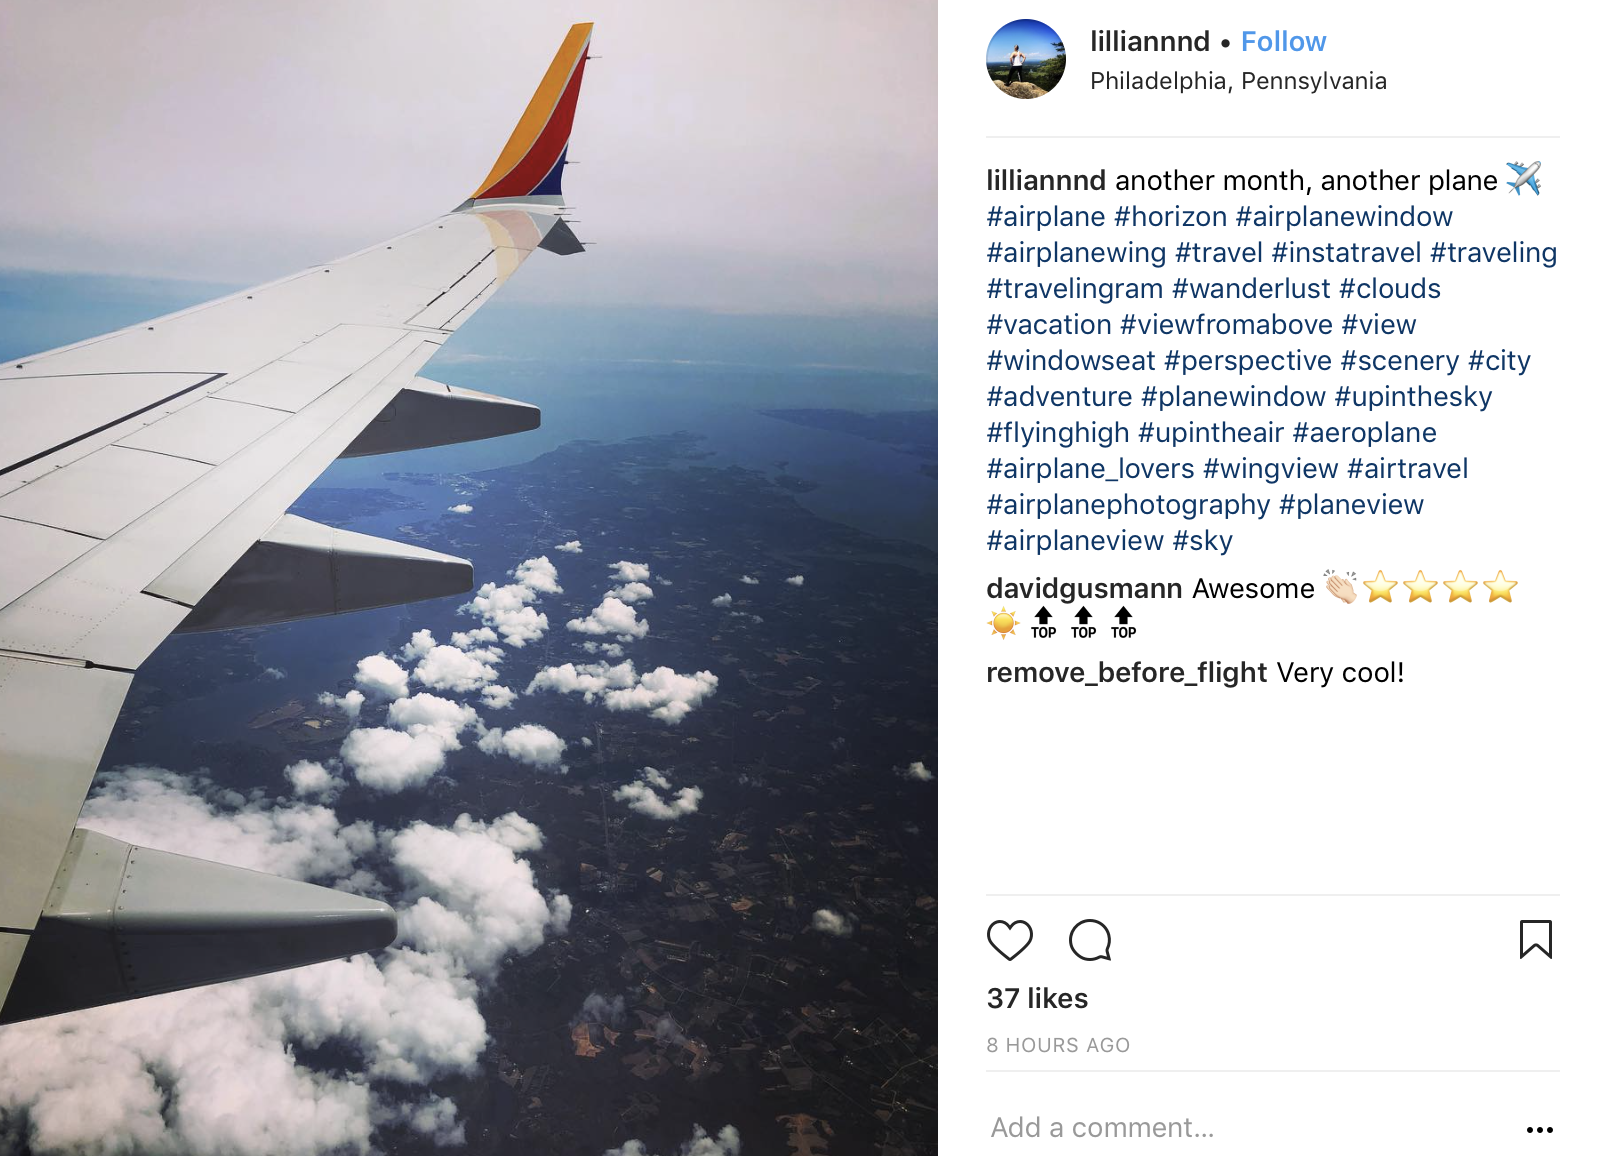 lilliannnd • Follow
Philadelphia, Pennsylvania
lilliannnd another month, another plane ✈️
#airplane #horizon #airplanewindow
#airplanewing #travel #instatravel #traveling
#travelingram #wanderlust #clouds
#vacation #viewfromabove #view
#windowseat #perspective #scenery #city
#adventure #planewindow #upinthesky
#flyinghigh #upintheair #aeroplane
#airplane_lovers #wingview #airtravel
#airplanephotography #planeview
#airplaneview #sky
davidgusmann Awesome 👏🏻⭐⭐⭐⭐
☀️🔝🔝🔝
remove_before_flight Very cool!
37 likes
8 HOURS AGO
Add a comment...